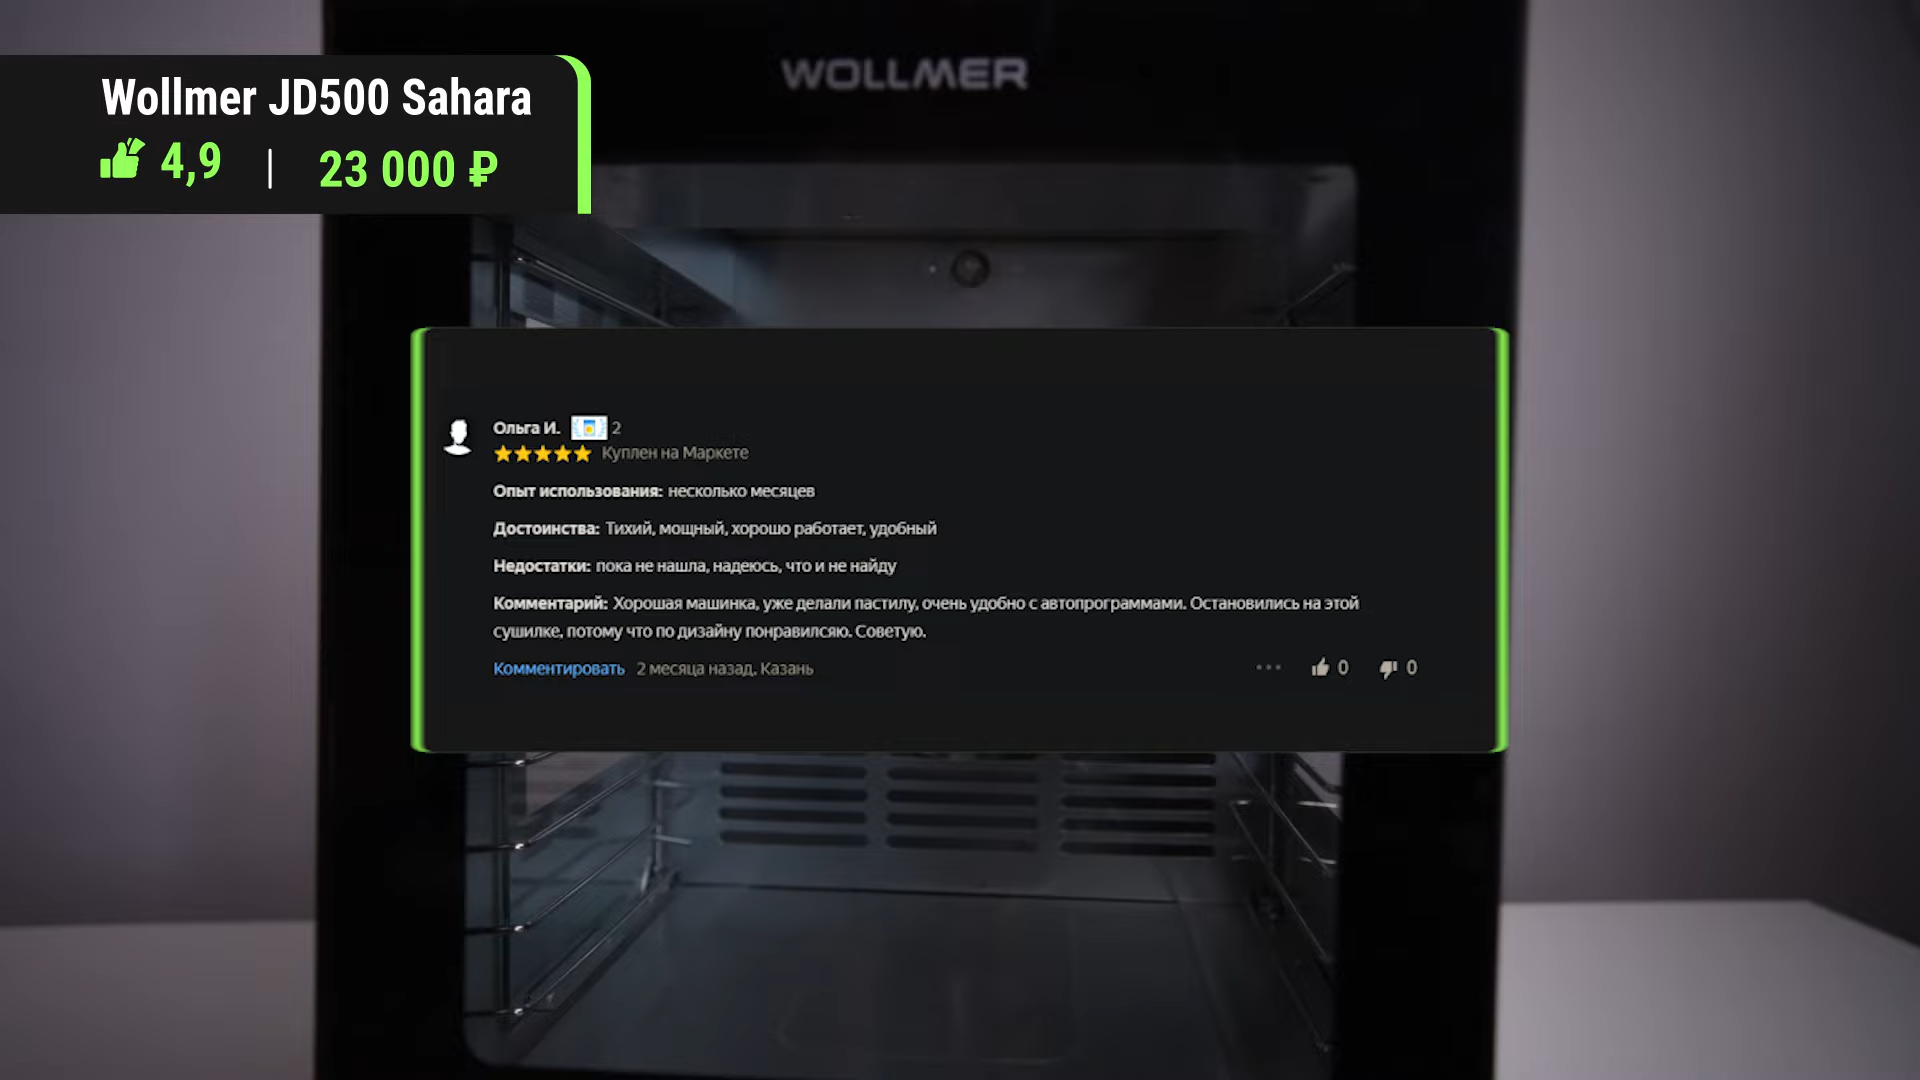 WOLLMER
Wollmer JD500 Sahara
4,9 | 23 000 ₽
Ольга И. 2
Куплен на Маркете
Опыт использования: несколько месяцев
Достоинства: Тихий, мощный, хорошо работает, удобный
Недостатки: пока не нашла, надеюсь, что и не найду
Комментарий: Хорошая машинка, уже делали пастилу, очень удобно с автопрограммами. Остановились на этой
сушилке, потому что по дизайну понравилсяю. Советую.
Комментировать 2 месяца назад, Казань ... 0 0